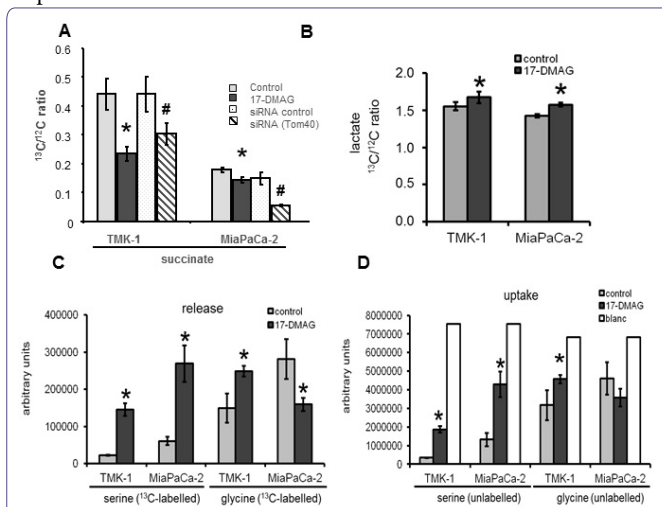 A
¹³C/¹²C ratio
0.6
0.5
0.4
0.3
0.2
0.1
0
Control
17-DMAG
siRNA control
siRNA (Tom40)
*
#
*
#
TMK-1
MiaPaCa-2
succinate
B
lactate
¹³C/¹²C ratio
2.0
1.5
1.0
0.5
0.0
control
17-DMAG
*
*
TMK-1
MiaPaCa-2
C
release
arbitrary units
400000
300000
200000
100000
0
control
17-DMAG
*
*
*
*
TMK-1
MiaPaCa-2
TMK-1
MiaPaCa-2
serine (¹³C-labelled)
glycine (¹³C-labelled)
D
uptake
arbitrary units
8000000
7000000
6000000
5000000
4000000
3000000
2000000
1000000
0
control
17-DMAG
blanc
*
*
*
TMK-1
MiaPaCa-2
TMK-1
MiaPaCa-2
serine (unlabelled)
glycine (unlabelled)